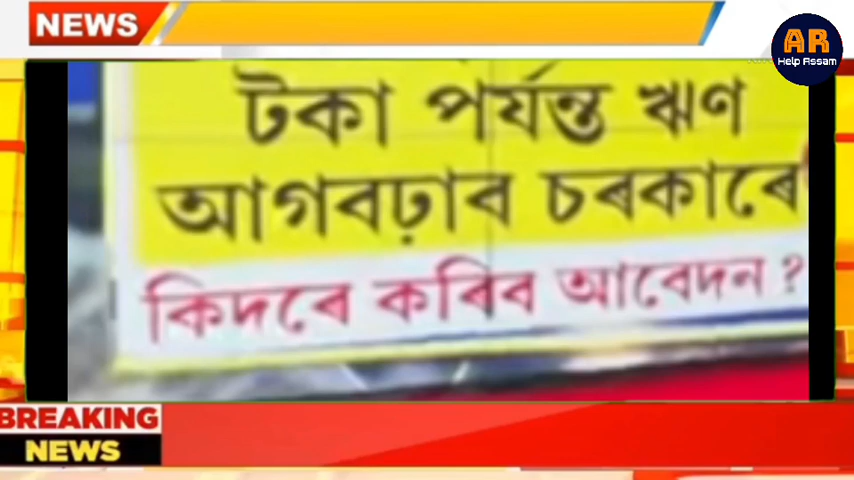 NEWS
AR
Help Assam
টকা পৰ্যন্ত ঋণ
আগবঢ়াব চৰকাৰে
কিদৰে কৰিব আবেদন ?
BREAKING
NEWS